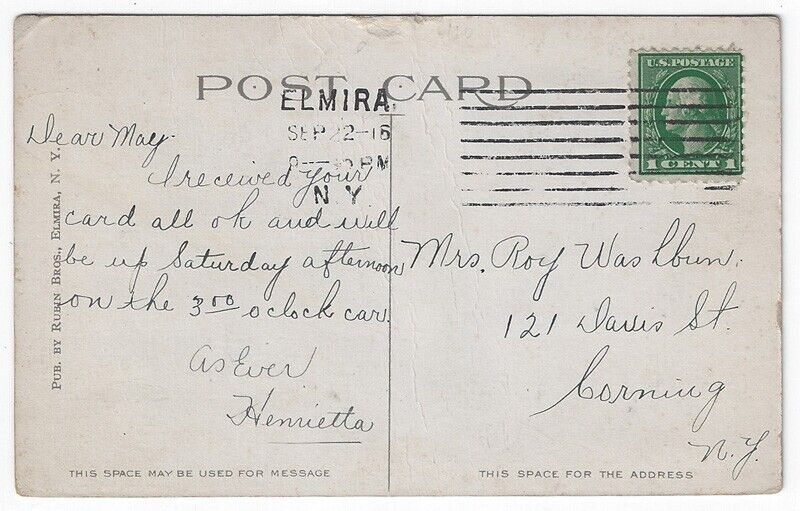 POST CARD
U.S. POSTAGE
1 CENT 1
ELMIRA,
SEP 22-16
PM
N.Y.
Dear May
I received your
card all ok and will
be up Saturday afternoon
on the 3 00 oclock car.
As Ever
Henrietta
Mrs. Roy Washburn.
121 Davis St.
Corning
N.Y.
PUB. BY RUBIN BROS., ELMIRA, N. Y.
THIS SPACE MAY BE USED FOR MESSAGE
THIS SPACE FOR THE ADDRESS